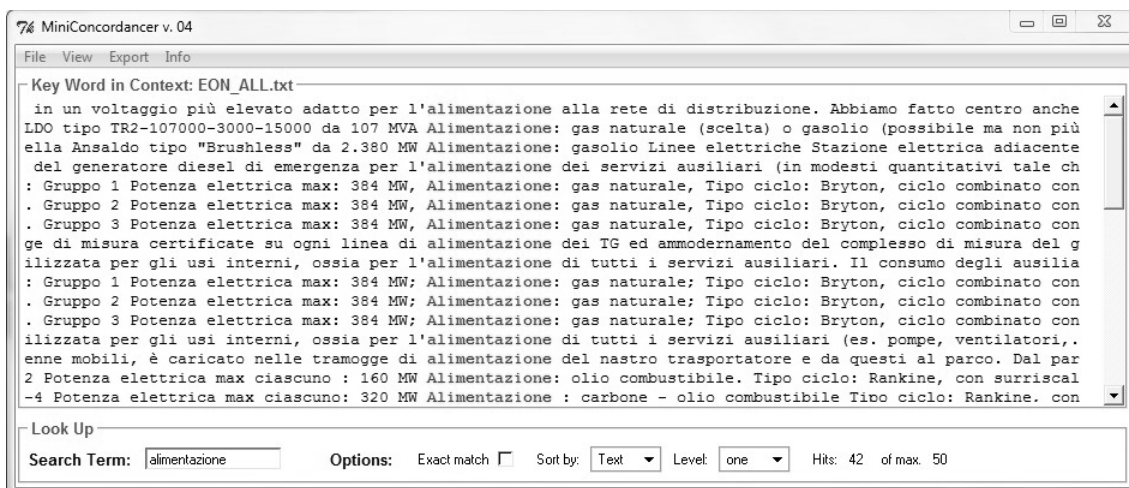 MiniConcordancer v. 04
File View Export Info
Key Word in Context: EON_ALL.txt
in un voltaggio più elevato adatto per l'alimentazione alla rete di distribuzione. Abbiamo fatto centro anche
LDO tipo TR2-107000-3000-15000 da 107 MVA Alimentazione: gas naturale (scelta) o gasolio (possibile ma non più
ella Ansaldo tipo "Brushless" da 2.380 MW Alimentazione: gasolio Linee elettriche Stazione elettrica adiacente
del generatore diesel di emergenza per l'alimentazione dei servizi ausiliari (in modesti quantitativi tale ch
: Gruppo 1 Potenza elettrica max: 384 MW, Alimentazione: gas naturale, Tipo ciclo: Bryton, ciclo combinato con
. Gruppo 2 Potenza elettrica max: 384 MW, Alimentazione: gas naturale, Tipo ciclo: Bryton, ciclo combinato con
. Gruppo 3 Potenza elettrica max: 384 MW, Alimentazione: gas naturale, Tipo ciclo: Bryton, ciclo combinato con
ge di misura certificate su ogni linea di alimentazione dei TG ed ammodernamento del complesso di misura del g
ilizzata per gli usi interni, ossia per l'alimentazione di tutti i servizi ausiliari. Il consumo degli ausilia
: Gruppo 1 Potenza elettrica max: 384 MW; Alimentazione: gas naturale; Tipo ciclo: Bryton, ciclo combinato con
. Gruppo 2 Potenza elettrica max: 384 MW; Alimentazione: gas naturale; Tipo ciclo: Bryton, ciclo combinato con
. Gruppo 3 Potenza elettrica max: 384 MW; Alimentazione: gas naturale; Tipo ciclo: Bryton, ciclo combinato con
ilizzata per gli usi interni, ossia per l'alimentazione di tutti i servizi ausiliari (es. pompe, ventilatori,.
enne mobili, è caricato nelle tramogge di alimentazione del nastro trasportatore e da questi al parco. Dal par
2 Potenza elettrica max ciascuno : 160 MW Alimentazione: olio combustibile. Tipo ciclo: Rankine, con surriscal
-4 Potenza elettrica max ciascuno: 320 MW Alimentazione : carbone - olio combustibile Tipo ciclo: Rankine, con
Look Up
Search Term: alimentazione Options: Exact match Sort by: Text Level: one Hits: 42 of max. 50